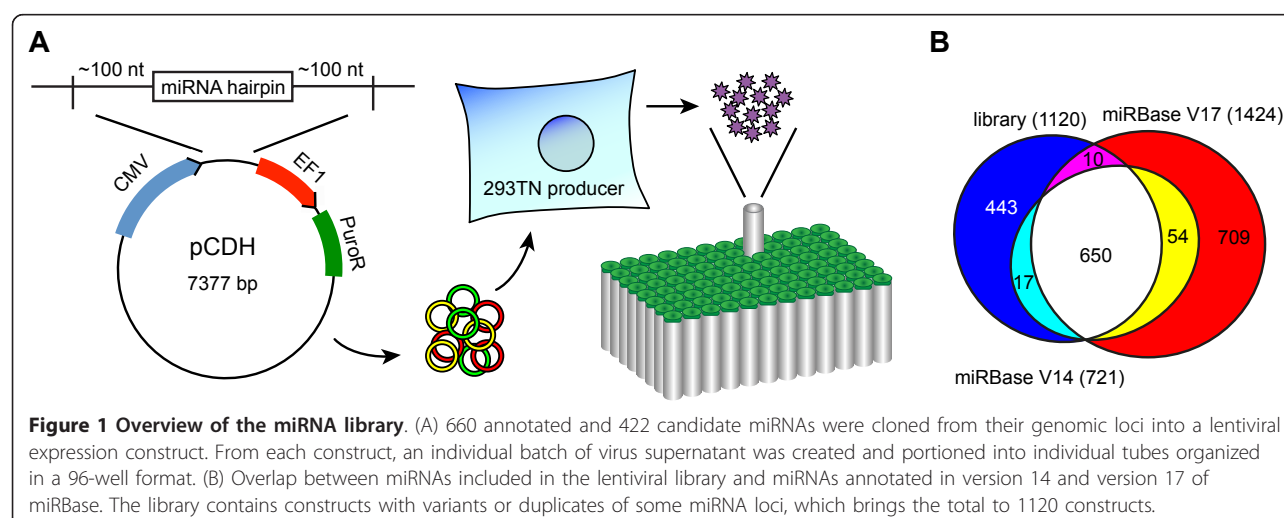 A
~100 nt
miRNA hairpin
~100 nt
CMV
EF1
PuroR
pCDH
7377 bp
293TN producer
B
library (1120)
miRBase V17 (1424)
10
443
650
54
709
17
miRBase V14 (721)
Figure 1 Overview of the miRNA library. (A) 660 annotated and 422 candidate miRNAs were cloned from their genomic loci into a lentiviral
expression construct. From each construct, an individual batch of virus supernatant was created and portioned into individual tubes organized
in a 96-well format. (B) Overlap between miRNAs included in the lentiviral library and miRNAs annotated in version 14 and version 17 of
miRBase. The library contains constructs with variants or duplicates of some miRNA loci, which brings the total to 1120 constructs.